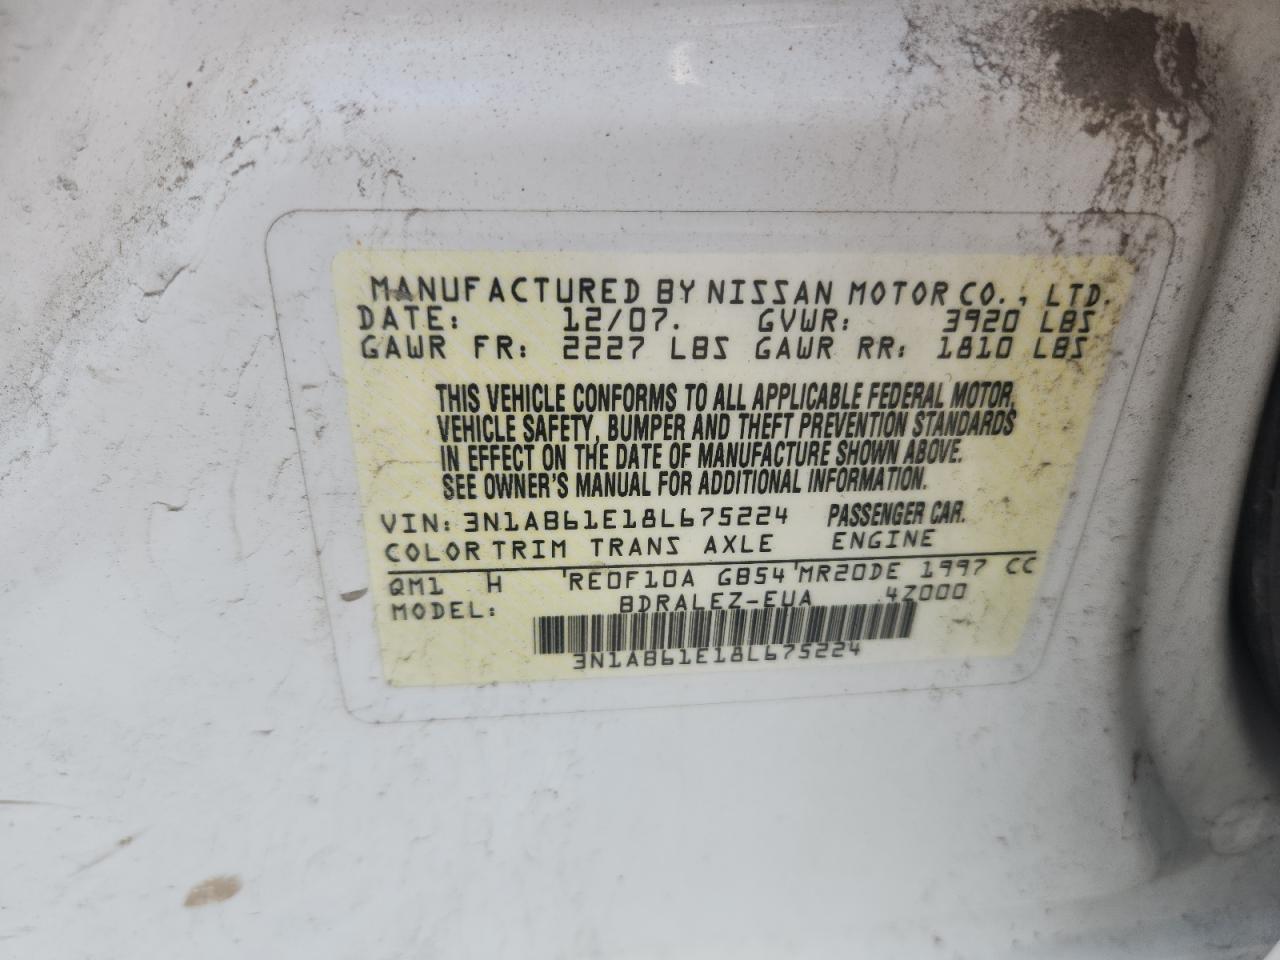 MANUFACTURED BY NISSAN MOTOR CO., LTD.
DATE: 12/07. GVWR: 3920 LBS
GAWR FR: 2227 LBS GAWR RR: 1810 LBS
THIS VEHICLE CONFORMS TO ALL APPLICABLE FEDERAL MOTOR,
VEHICLE SAFETY, BUMPER AND THEFT PREVENTION STANDARDS
IN EFFECT ON THE DATE OF MANUFACTURE SHOWN ABOVE.
SEE OWNER'S MANUAL FOR ADDITIONAL INFORMATION.
VIN: 3N1AB61E18L675224 PASSENGER CAR.
COLOR TRIM TRANS AXLE ENGINE
QM1 H RE0F10A GB54 MR20DE 1997 CC
MODEL: BDRALEZ-EUA 4Z000
3N1AB61E18L675224